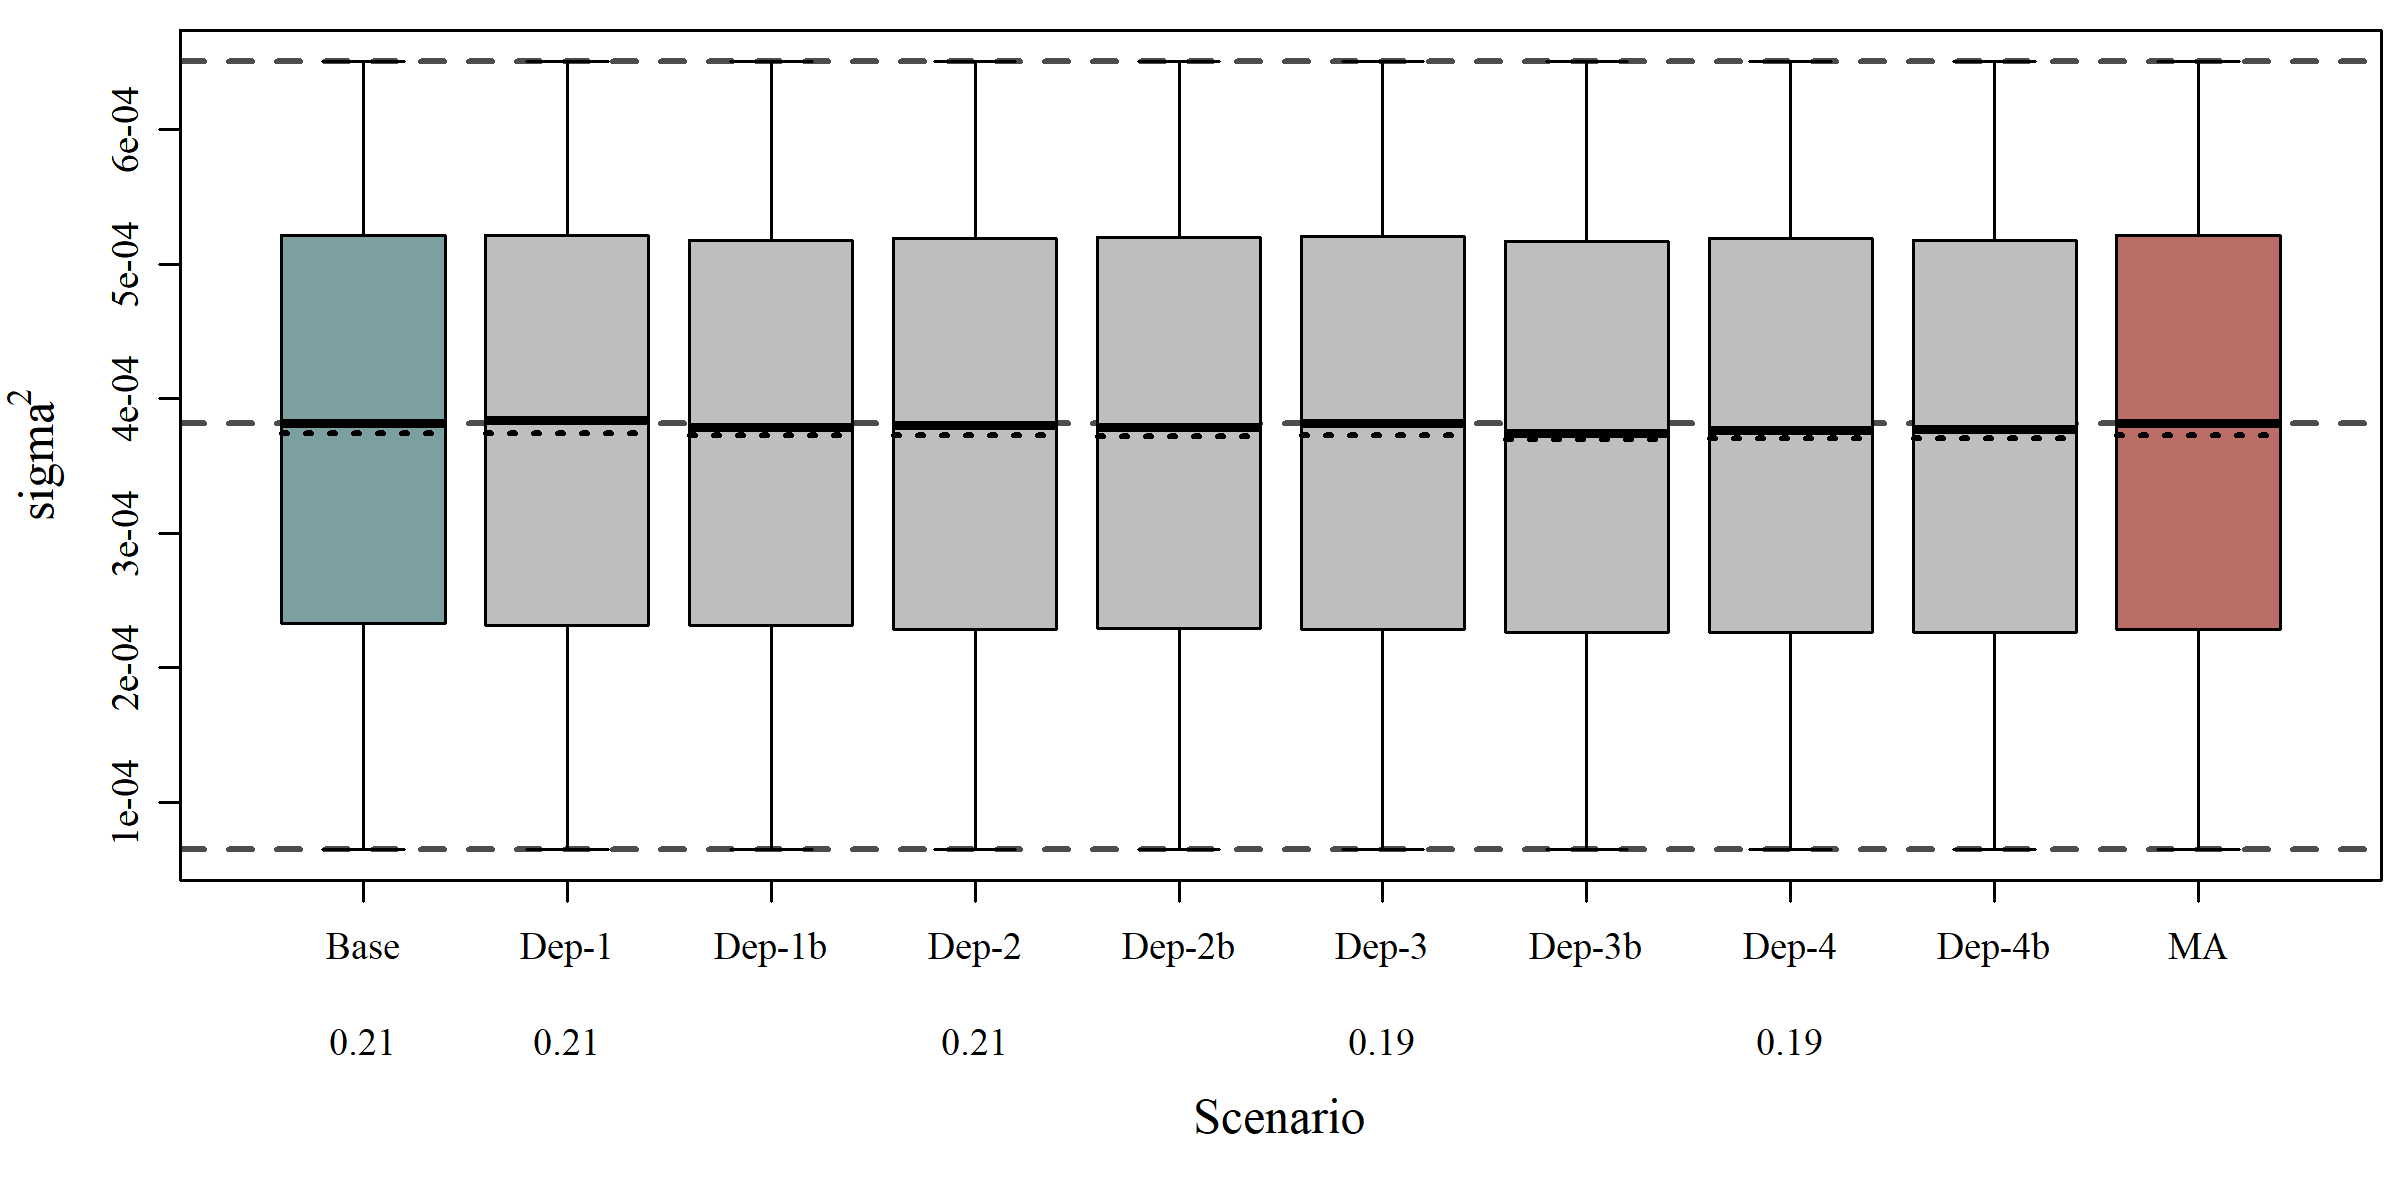 sigma²
6e-04
5e-04
4e-04
3e-04
2e-04
1e-04
Base Dep-1 Dep-1b Dep-2 Dep-2b Dep-3 Dep-3b Dep-4 Dep-4b MA
0.21 0.21 0.21 0.19 0.19
Scenario